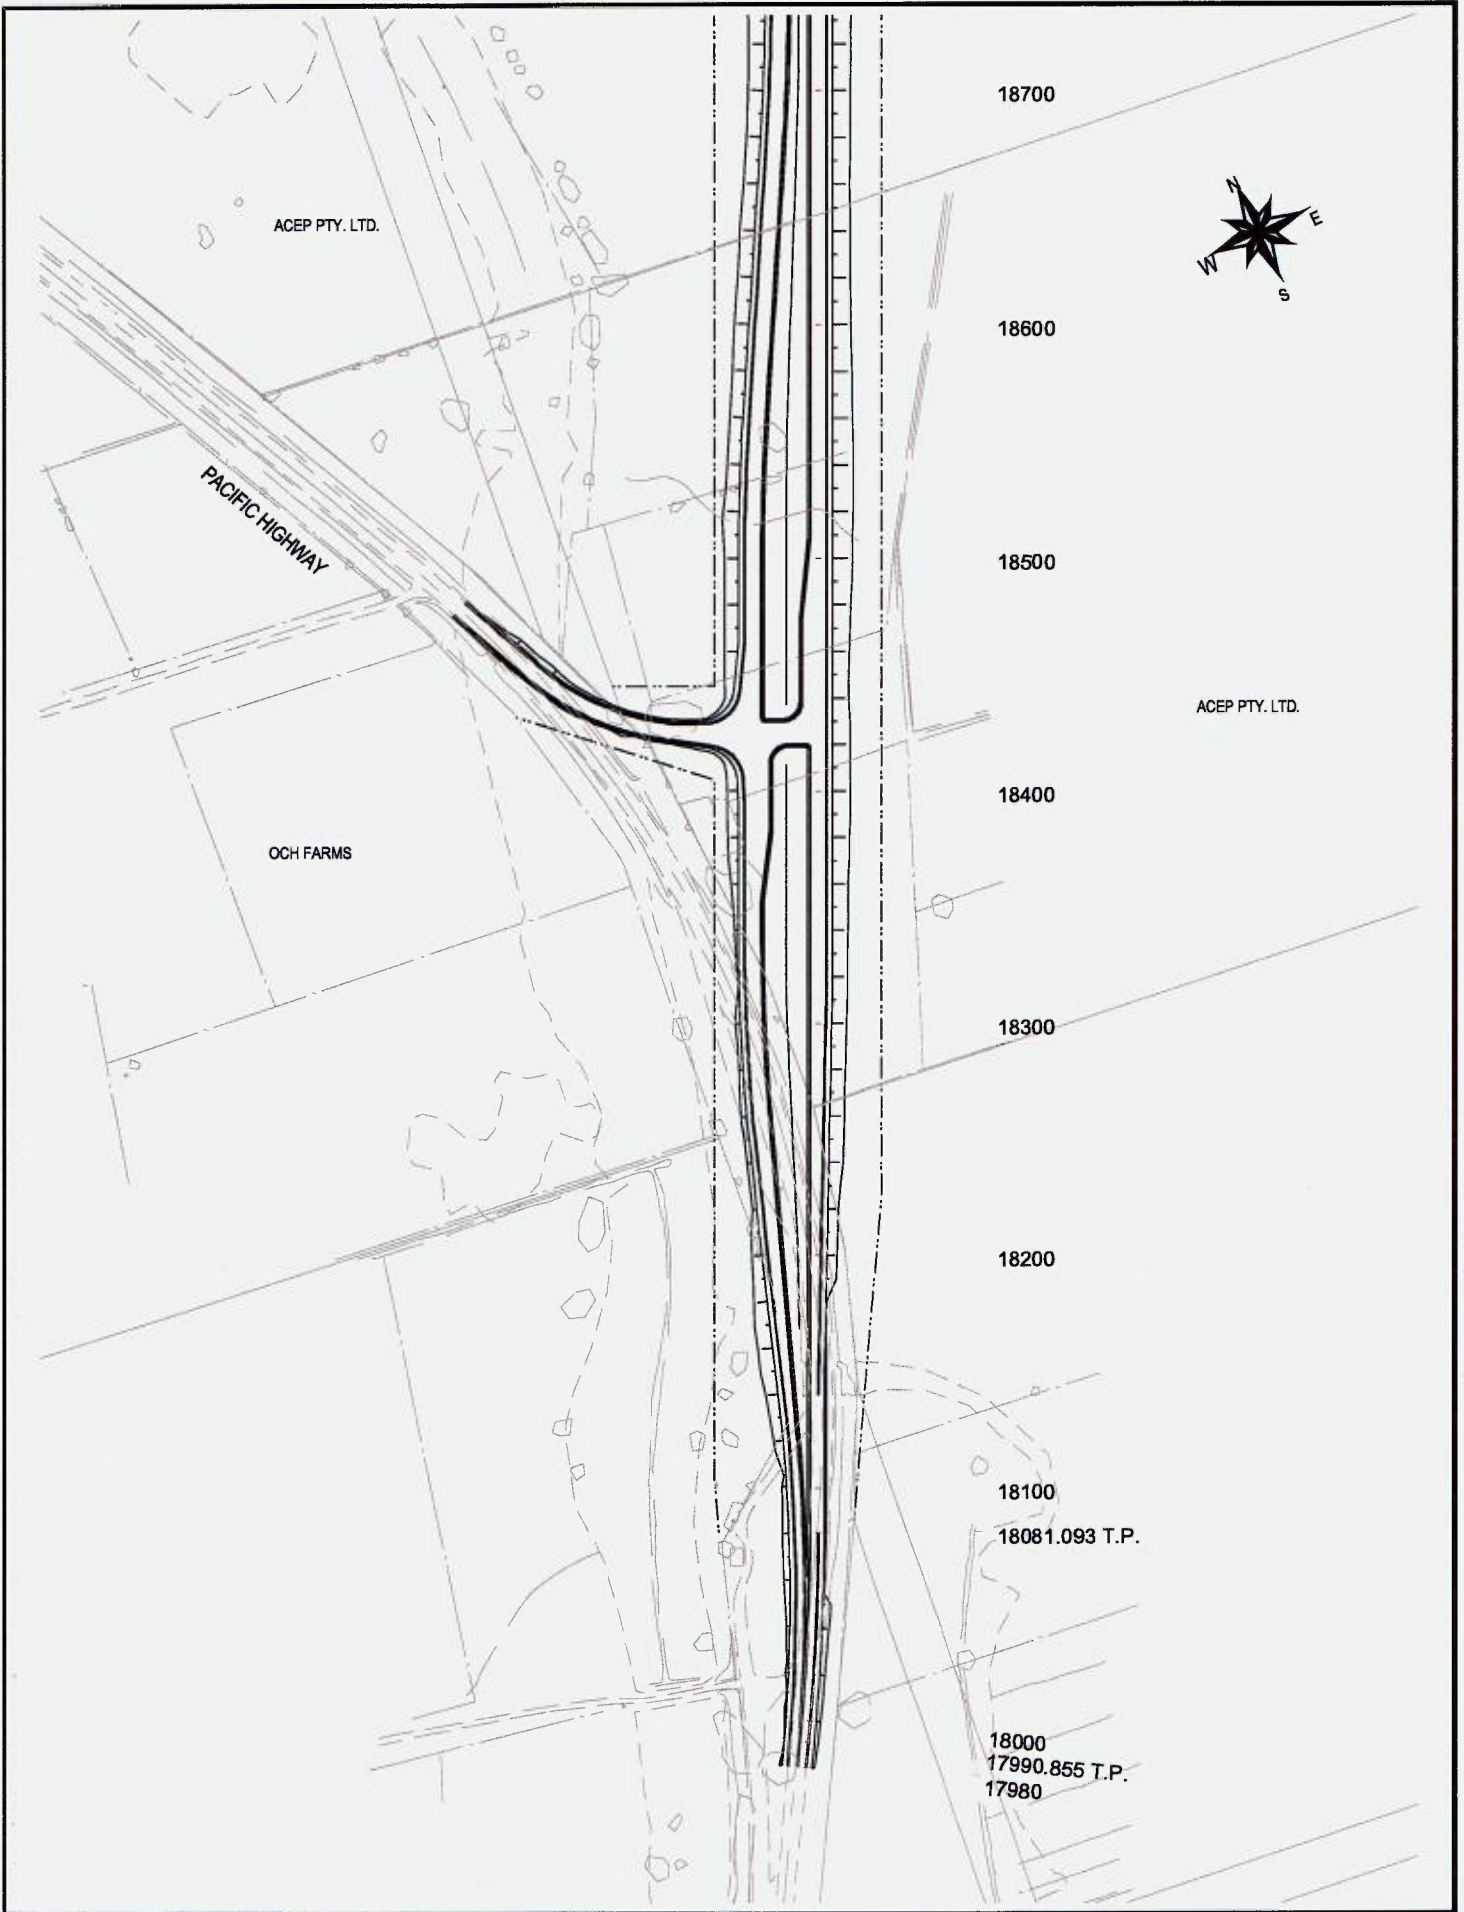 18700
N
E
W
S
ACEP PTY. LTD.
18600
PACIFIC HIGHWAY
18500
ACEP PTY. LTD.
18400
OCH FARMS
18300
18200
18100
18081.093 T.P.
18000
17990.855 T.P.
17980